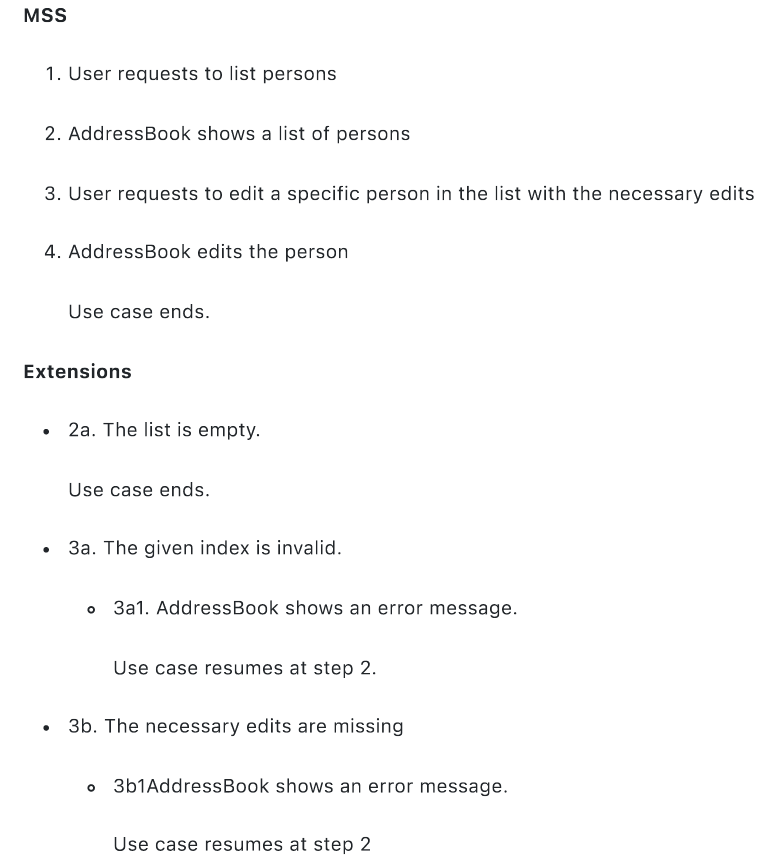 MSS
1. User requests to list persons
2. AddressBook shows a list of persons
3. User requests to edit a specific person in the list with the necessary edits
4. AddressBook edits the person
Use case ends.
Extensions
• 2a. The list is empty.
Use case ends.
• 3a. The given index is invalid.
◦ 3a1. AddressBook shows an error message.
Use case resumes at step 2.
• 3b. The necessary edits are missing
◦ 3b1AddressBook shows an error message.
Use case resumes at step 2